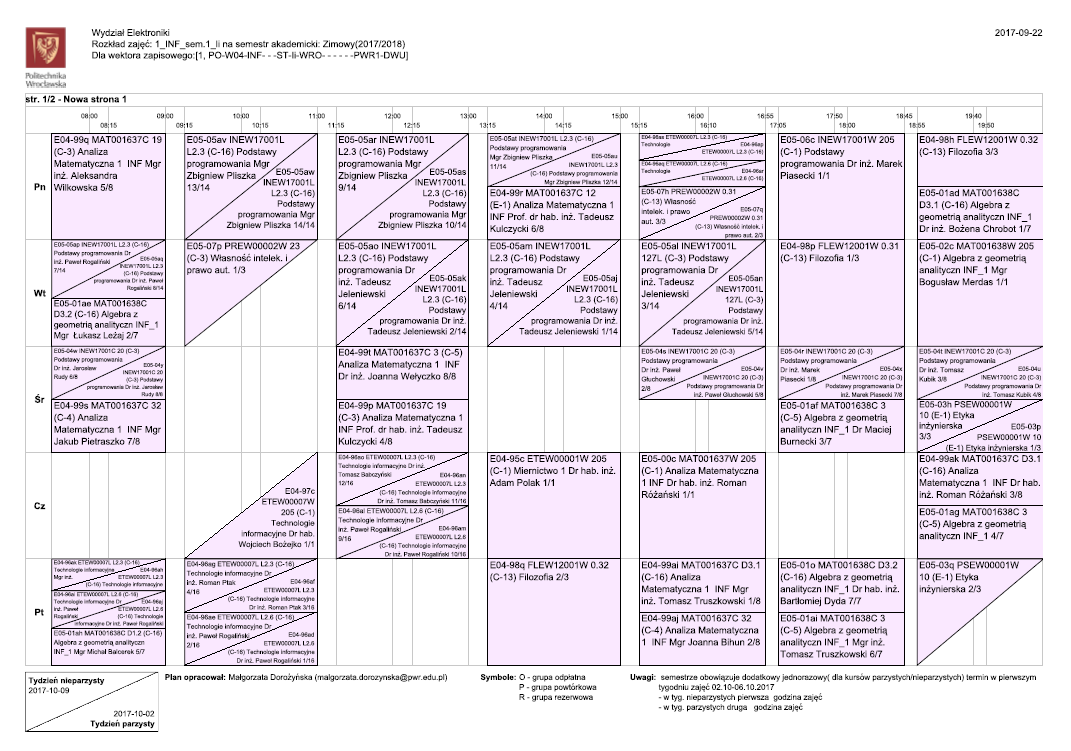 Wydział Elektroniki
2017-09-22
Rozkład zajęć: 1_INF_sem.1_Ii na semestr akademicki: Zimowy(2017/2018)
Dla wektora zapisowego:[1, PO-W04-INF- - -ST-Ii-WRO- - - - - -PWR1-DWU]
Politechnika
Wrocławska
str. 1/2 - Nowa strona 1
08:00 09:00 10:00 11:00 12:00 13:00 14:00 15:00 16:00 16:55 17:55 18:45 19:40
08:15 09:15 10:15 11:15 12:15 13:15 14:15 15:15 16:15 17:05 18:00 18:55 19:50
Pn
E04-99q MAT001637C 19
(C-3) Analiza
Matematyczna 1 INF Mgr
inż. Aleksandra
Wilkowska 5/8
E05-05av INEW17001L
L2.3 (C-16) Podstawy
programowania Mgr
Zbigniew Pliszka
13/14
E05-05aw
INEW17001L
L2.3 (C-16)
Podstawy
programowania Mgr
Zbigniew Pliszka 14/14
E05-05ar INEW17001L
L2.3 (C-16) Podstawy
programowania Mgr
Zbigniew Pliszka
9/14
E05-05as
INEW17001L
L2.3 (C-16)
Podstawy
programowania Mgr
Zbigniew Pliszka 10/14
E05-05at INEW17001L L2.3 (C-16)
Podstawy programowania
Mgr Zbigniew Pliszka
11/14
E05-05au
INEW17001L L2.3
(C-16) Podstawy programowania
Mgr Zbigniew Pliszka 12/14
E04-99r MAT001637C 12
(E-1) Analiza Matematyczna 1
INF Prof. dr hab. inż. Tadeusz
Kulczycki 6/8
E04-96ao ETEW00007L L2.3 (C-16)
Technologie
E04-96ap
ETEW00007L L2.3 (C-16)
E04-96aq ETEW00007L L2.6 (C-16)
Technologie
E04-96ar
ETEW00007L L2.6 (C-16)
E05-07h PREW00002W 0.31
(C-13) Własność
intelek. i prawo
aut. 3/3
E05-07q
PREW00002W 0.31
(C-13) Własność intelek. i
prawo aut. 2/3
E05-06c INEW17001W 205
(C-1) Podstawy
programowania Dr inż. Marek
Piasecki 1/1
E04-98h FLEW12001W 0.32
(C-13) Filozofia 3/3
E05-01ad MAT001638C
D3.1 (C-16) Algebra z
geometrią analityczn INF_1
Dr inż. Bożena Chrobot 1/7
Wt
E05-05ap INEW17001L L2.3 (C-16)
Podstawy programowania Dr
inż. Paweł Rogaliński
7/14
E05-05aq
INEW17001L L2.3
(C-16) Podstawy
programowania Dr inż. Paweł
Rogaliński 8/14
E05-01ae MAT001638C
D3.2 (C-16) Algebra z
geometrią analityczn INF_1
Mgr Łukasz Leżaj 2/7
E05-07p PREW00002W 23
(C-3) Własność intelek. i
prawo aut. 1/3
E05-05ao INEW17001L
L2.3 (C-16) Podstawy
programowania Dr
inż. Tadeusz
Jeleniewski
6/14
E05-05ak
INEW17001L
L2.3 (C-16)
Podstawy
programowania Dr inż.
Tadeusz Jeleniewski 2/14
E05-05am INEW17001L
L2.3 (C-16) Podstawy
programowania Dr
inż. Tadeusz
Jeleniewski
4/14
E05-05aj
INEW17001L
L2.3 (C-16)
Podstawy
programowania Dr inż.
Tadeusz Jeleniewski 1/14
E05-05al INEW17001L
127L (C-3) Podstawy
programowania Dr
inż. Tadeusz
Jeleniewski
3/14
E05-05an
INEW17001L
127L (C-3)
Podstawy
programowania Dr inż.
Tadeusz Jeleniewski 5/14
E04-98p FLEW12001W 0.31
(C-13) Filozofia 1/3
E05-02c MAT001638W 205
(C-1) Algebra z geometrią
analityczn INF_1 Mgr
Bogusław Merdas 1/1
Śr
E05-04w INEW17001C 20 (C-3)
Podstawy programowania
Dr inż. Jarosław
Rudy 6/8
E05-04y
INEW17001C 20
(C-3) Podstawy
programowania Dr inż. Jarosław
Rudy 8/8
E04-99s MAT001637C 32
(C-4) Analiza
Matematyczna 1 INF Mgr
Jakub Pietraszko 7/8
E04-99t MAT001637C 3 (C-5)
Analiza Matematyczna 1 INF
Dr inż. Joanna Wełyczko 8/8
E04-99p MAT001637C 19
(C-3) Analiza Matematyczna 1
INF Prof. dr hab. inż. Tadeusz
Kulczycki 4/8
E05-04s INEW17001C 20 (C-3)
Podstawy programowania
Dr inż. Paweł
Głuchowski
2/8
E05-04v
INEW17001C 20 (C-3)
Podstawy programowania Dr
inż. Paweł Głuchowski 5/8
E05-04r INEW17001C 20 (C-3)
Podstawy programowania
Dr inż. Marek
Piasecki 1/8
E05-04x
INEW17001C 20 (C-3)
Podstawy programowania Dr
inż. Marek Piasecki 7/8
E05-01af MAT001638C 3
(C-5) Algebra z geometrią
analityczn INF_1 Dr Maciej
Burnecki 3/7
E05-04t INEW17001C 20 (C-3)
Podstawy programowania
Dr inż. Tomasz
Kubik 3/8
E05-04u
INEW17001C 20 (C-3)
Podstawy programowania Dr
inż. Tomasz Kubik 4/8
E05-03h PSEW00001W
10 (E-1) Etyka
inżynierska
3/3
E05-03p
PSEW00001W 10
(E-1) Etyka inżynierska 1/3
Cz
E04-97c
ETEW00007W
205 (C-1)
Technologie
informacyjne Dr hab.
Wojciech Bożejko 1/1
E04-96ao ETEW00007L L2.3 (C-16)
Technologie informacyjne Dr inż.
Tomasz Babczyński
12/16
E04-96an
ETEW00007L L2.3
(C-16) Technologie informacyjne
Dr inż. Tomasz Babczyński 11/16
E04-96al ETEW00007L L2.6 (C-16)
Technologie informacyjne Dr
inż. Paweł Rogaliński
9/16
E04-96am
ETEW00007L L2.6
(C-16) Technologie informacyjne
Dr inż. Paweł Rogaliński 10/16
E04-95c ETEW00001W 205
(C-1) Miernictwo 1 Dr hab. inż.
Adam Polak 1/1
E05-00c MAT001637W 205
(C-1) Analiza Matematyczna
1 INF Dr hab. inż. Roman
Różański 1/1
E04-99ak MAT001637C D3.1
(C-16) Analiza
Matematyczna 1 INF Dr hab.
inż. Roman Różański 3/8
E05-01ag MAT001638C 3
(C-5) Algebra z geometrią
analityczn INF_1 4/7
Pt
E04-96ak ETEW00007L L2.3 (C-16)
Technologie informacyjne
Mgr inż.
E04-96ah
ETEW00007L L2.3
(C-16) Technologie informacyjne
E04-96ai ETEW00007L L2.6 (C-16)
Technologie informacyjne Dr
inż. Paweł
Rogaliński
E04-96aj
ETEW00007L L2.6
(C-16) Technologie
informacyjne Dr inż. Paweł
E05-01ah MAT001638C D1.2 (C-16)
Algebra z geometrią analityczn
INF_1 Mgr Michał Balcerek 5/7
E04-96ag ETEW00007L L2.3 (C-16)
Technologie informacyjne Dr
inż. Roman Ptak
4/16
E04-96af
ETEW00007L L2.3
(C-16) Technologie informacyjne
Dr inż. Roman Ptak 3/16
E04-96ae ETEW00007L L2.6 (C-16)
Technologie informacyjne Dr
inż. Paweł Rogaliński
2/16
E04-96ad
ETEW00007L L2.6
(C-16) Technologie informacyjne
Dr inż. Paweł Rogaliński 1/16
E04-98q FLEW12001W 0.32
(C-13) Filozofia 2/3
E04-99ai MAT001637C D3.1
(C-16) Analiza
Matematyczna 1 INF Mgr
inż. Tomasz Truszkowski 1/8
E04-99aj MAT001637C 32
(C-4) Analiza Matematyczna
1 INF Mgr Joanna Bihun 2/8
E05-01o MAT001638C D3.2
(C-16) Algebra z geometrią
analityczn INF_1 Dr hab.
Bartłomiej Dyda 7/7
E05-01ai MAT001638C 3
(C-5) Algebra z geometrią
analityczn INF_1 Mgr inż.
Tomasz Truszkowski 6/7
E05-03q PSEW00001W
10 (E-1) Etyka
inżynierska 2/3
Tydzień nieparzysty
2017-10-09
2017-10-02
Tydzień parzysty
Plan opracował: Małgorzata Dorożyńska (malgorzata.dorozynska@pwr.edu.pl)
Symbole: O - grupa odpłatna
P - grupa powtórkowa
R - grupa rezerwowa
Uwagi: semestrze obowiązuje dodatkowy jednorazowy( dla kursów parzystych/nieparzystych) termin w pierwszym
tygodniu zajęć 02.10-06.10.2017
- w tyg. nieparzystych pierwsza godzina zajęć
- w tyg. parzystych druga godzina zajęć